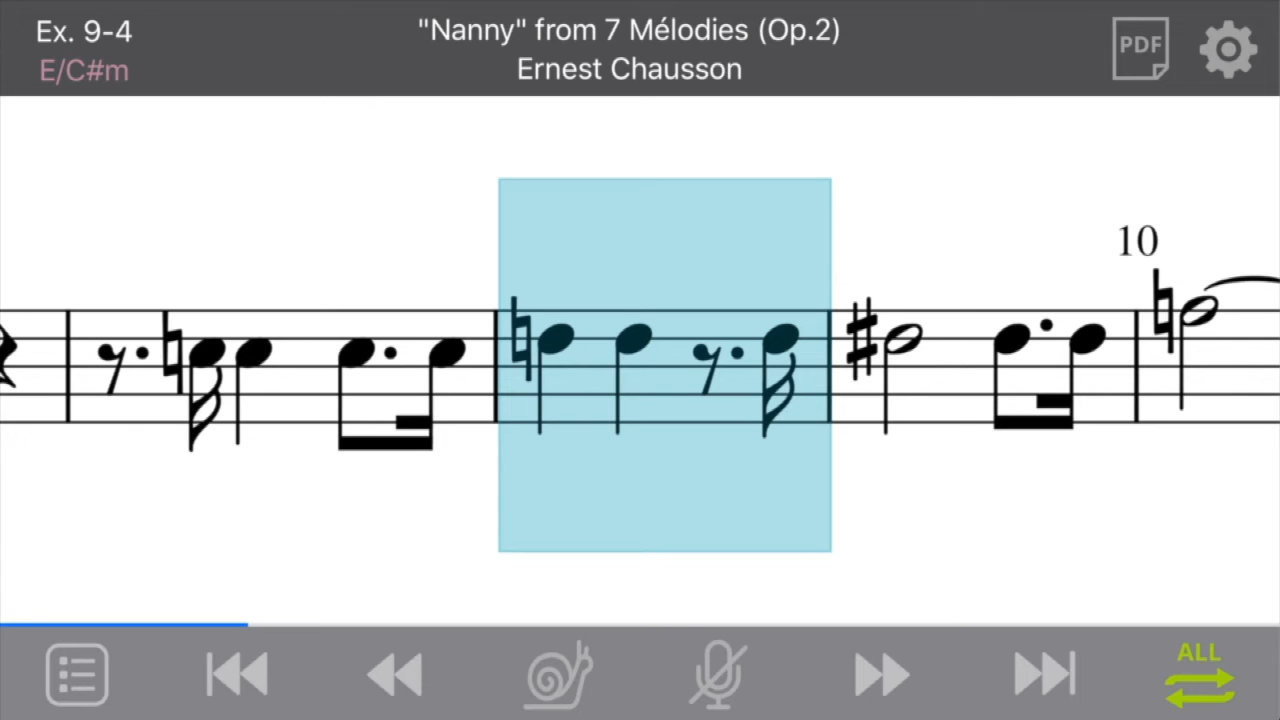 Ex. 9-4
E/C#m
"Nanny" from 7 Mélodies (Op.2)
Ernest Chausson
PDF
10
ALL